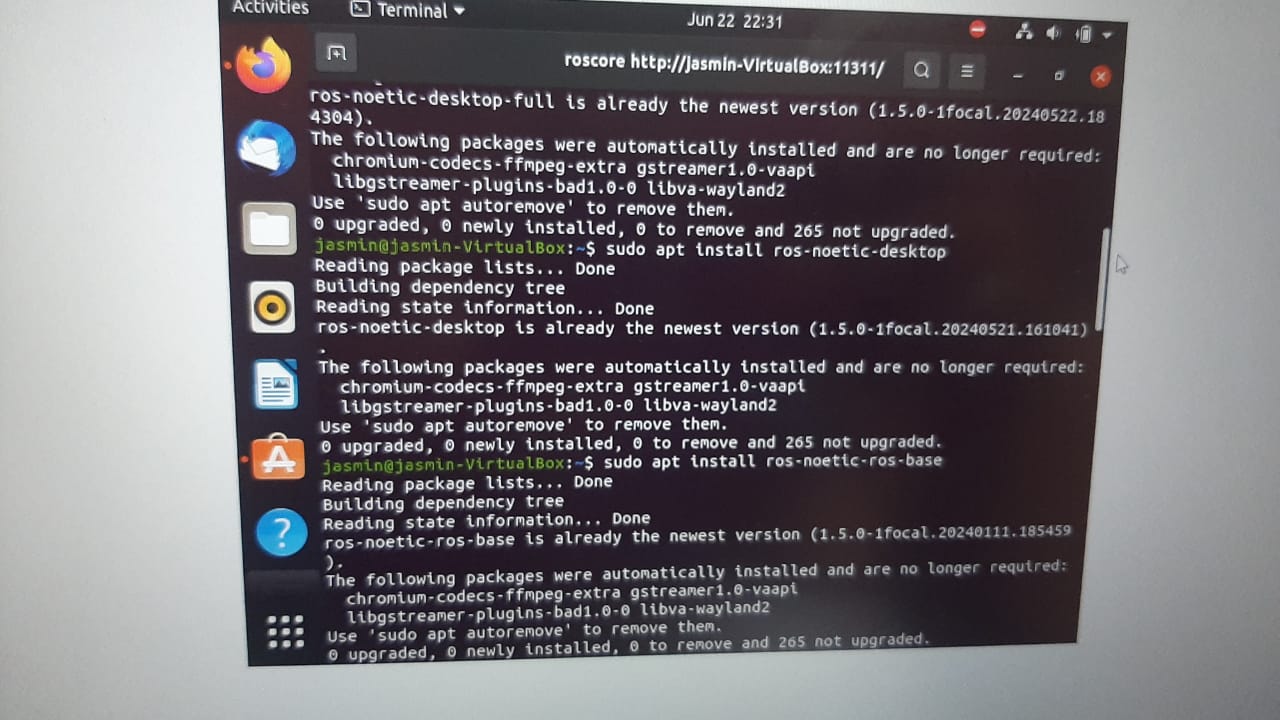 Activities
Terminal
Jun 22 22:31
roscore http://jasmin-VirtualBox:11311/
ros-noetic-desktop-full is already the newest version (1.5.0-1focal.20240522.18
4304).
The following packages were automatically installed and are no longer required:
chromium-codecs-ffmpeg-extra gstreamer1.0-vaapi
libgstreamer-plugins-bad1.0-0 libva-wayland2
Use 'sudo apt autoremove' to remove them.
0 upgraded, 0 newly installed, 0 to remove and 265 not upgraded.
jasmin@jasmin-VirtualBox:~$ sudo apt install ros-noetic-desktop
Reading package lists... Done
Building dependency tree
Reading state information... Done
ros-noetic-desktop is already the newest version (1.5.0-1focal.20240521.161041)
.
The following packages were automatically installed and are no longer required:
chromium-codecs-ffmpeg-extra gstreamer1.0-vaapi
libgstreamer-plugins-bad1.0-0 libva-wayland2
Use 'sudo apt autoremove' to remove them.
0 upgraded, 0 newly installed, 0 to remove and 265 not upgraded.
jasmin@jasmin-VirtualBox:~$ sudo apt install ros-noetic-ros-base
Reading package lists... Done
Building dependency tree
Reading state information... Done
ros-noetic-ros-base is already the newest version (1.5.0-1focal.20240111.185459
).
The following packages were automatically installed and are no longer required:
chromium-codecs-ffmpeg-extra gstreamer1.0-vaapi
libgstreamer-plugins-bad1.0-0 libva-wayland2
Use 'sudo apt autoremove' to remove them.
0 upgraded, 0 newly installed, 0 to remove and 265 not upgraded.